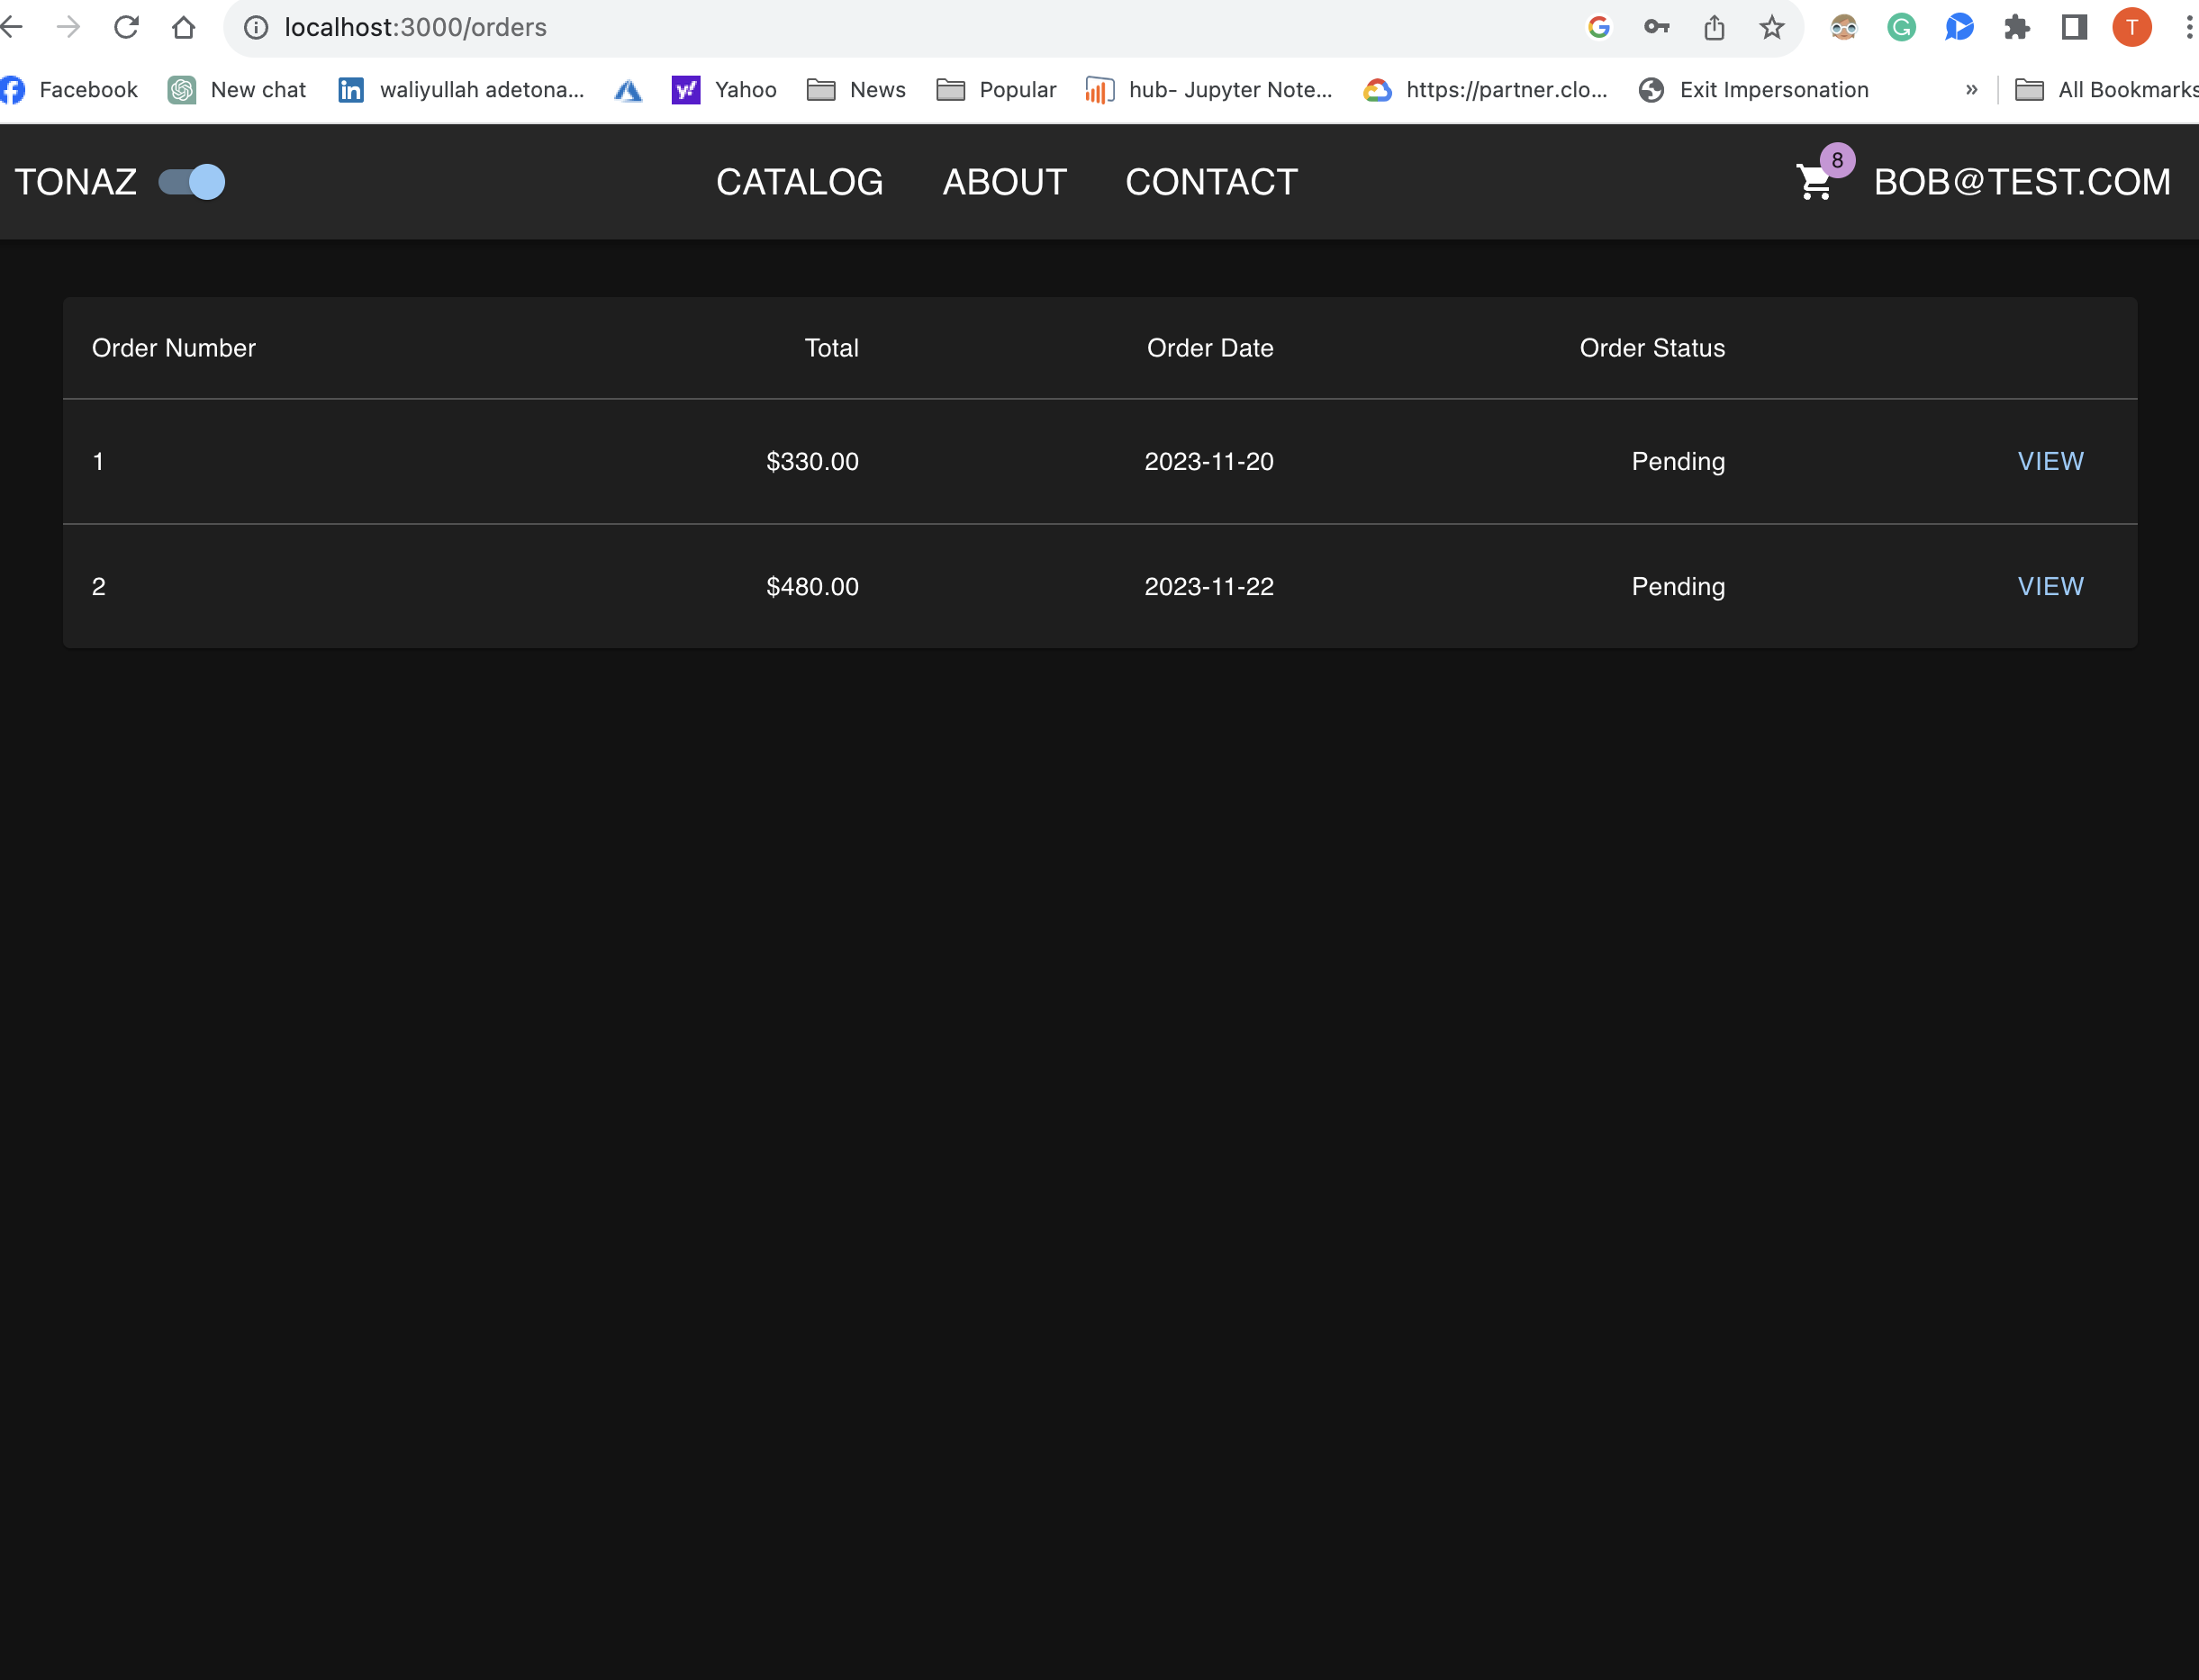 localhost:3000/orders
T
Facebook New chat waliyullah adetona... Yahoo News Popular hub- Jupyter Note... https://partner.clo... Exit Impersonation » All Bookmarks
TONAZ CATALOG ABOUT CONTACT 8 BOB@TEST.COM
Order Number Total Order Date Order Status
1 $330.00 2023-11-20 Pending VIEW
2 $480.00 2023-11-22 Pending VIEW